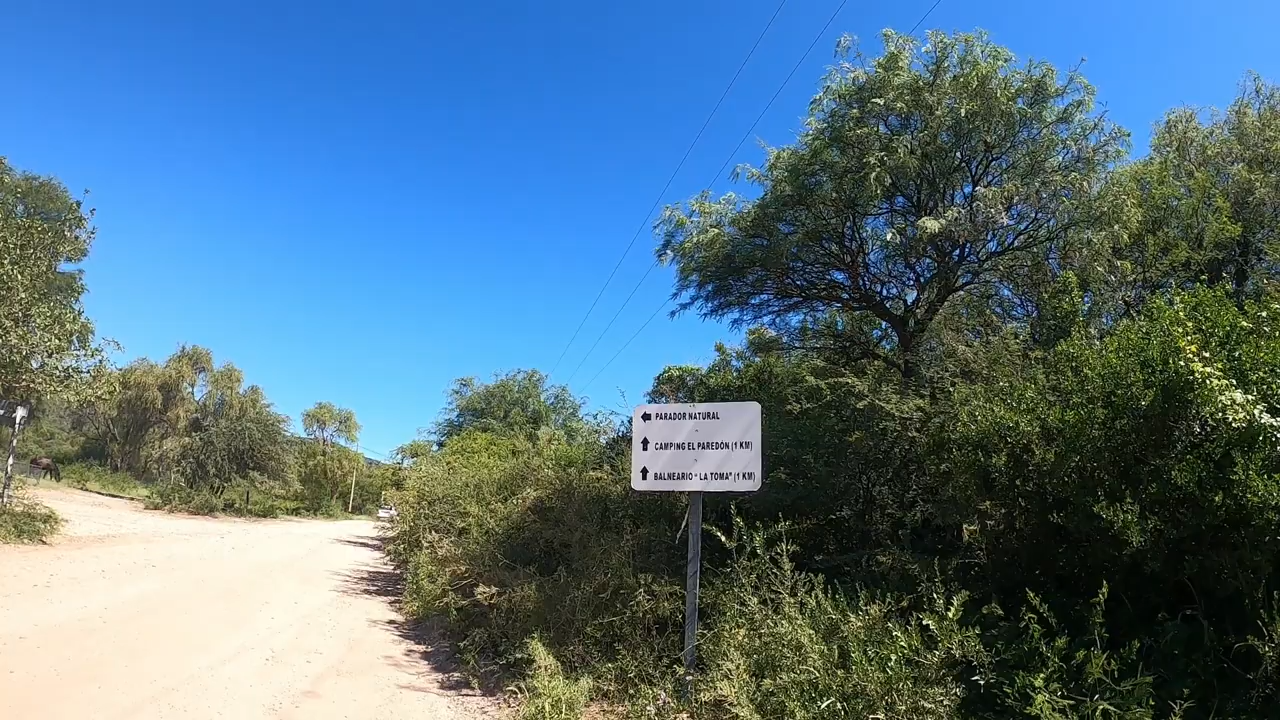 PARADOR NATURAL
CAMPING EL PAREDÓN (1 KM)
BALNEARIO “LA TOMA” (1 KM)